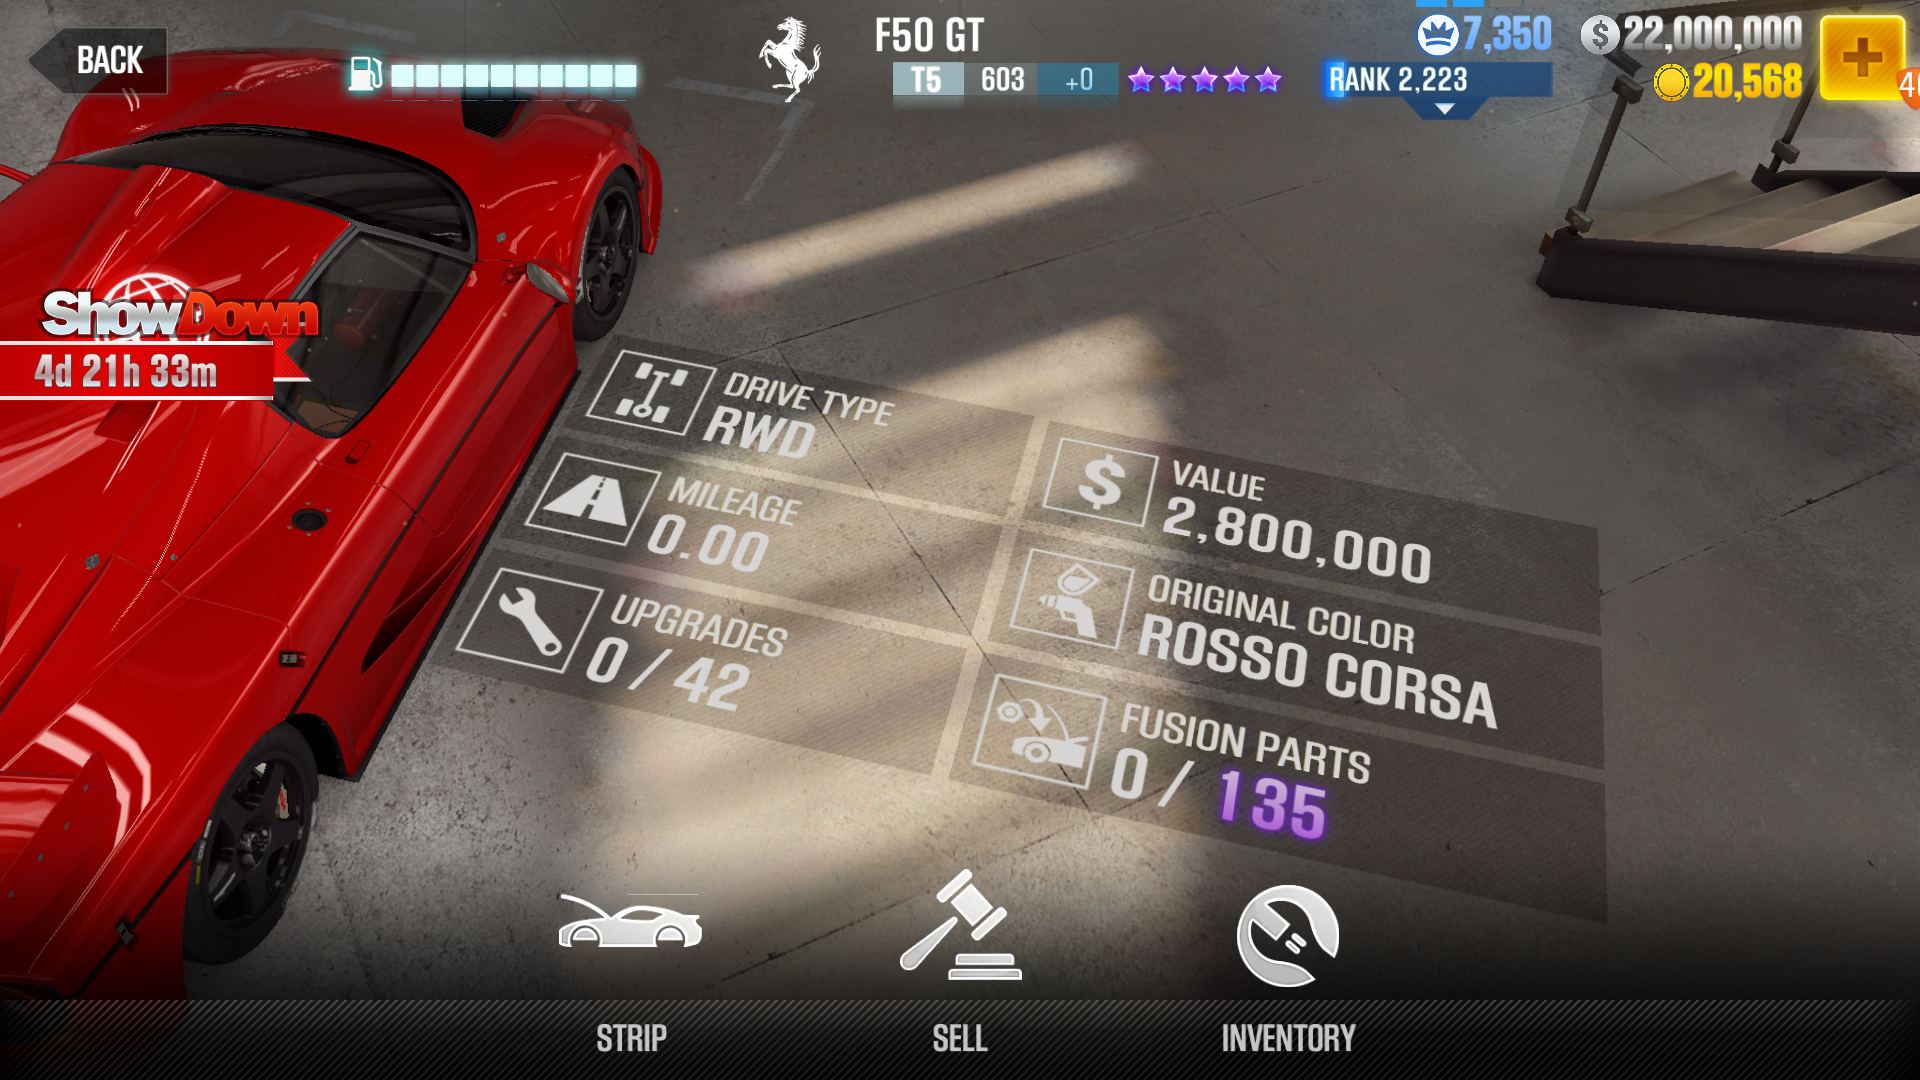 BACK
F50 GT
T5 603 +0
7,350
RANK 2,223
22,000,000
20,568
ShowDown
4d 21h 33m
DRIVE TYPE
RWD
MILEAGE
0.00
UPGRADES
0 / 42
$
VALUE
2,800,000
ORIGINAL COLOR
ROSSO CORSA
FUSION PARTS
0 / 135
STRIP
SELL
INVENTORY